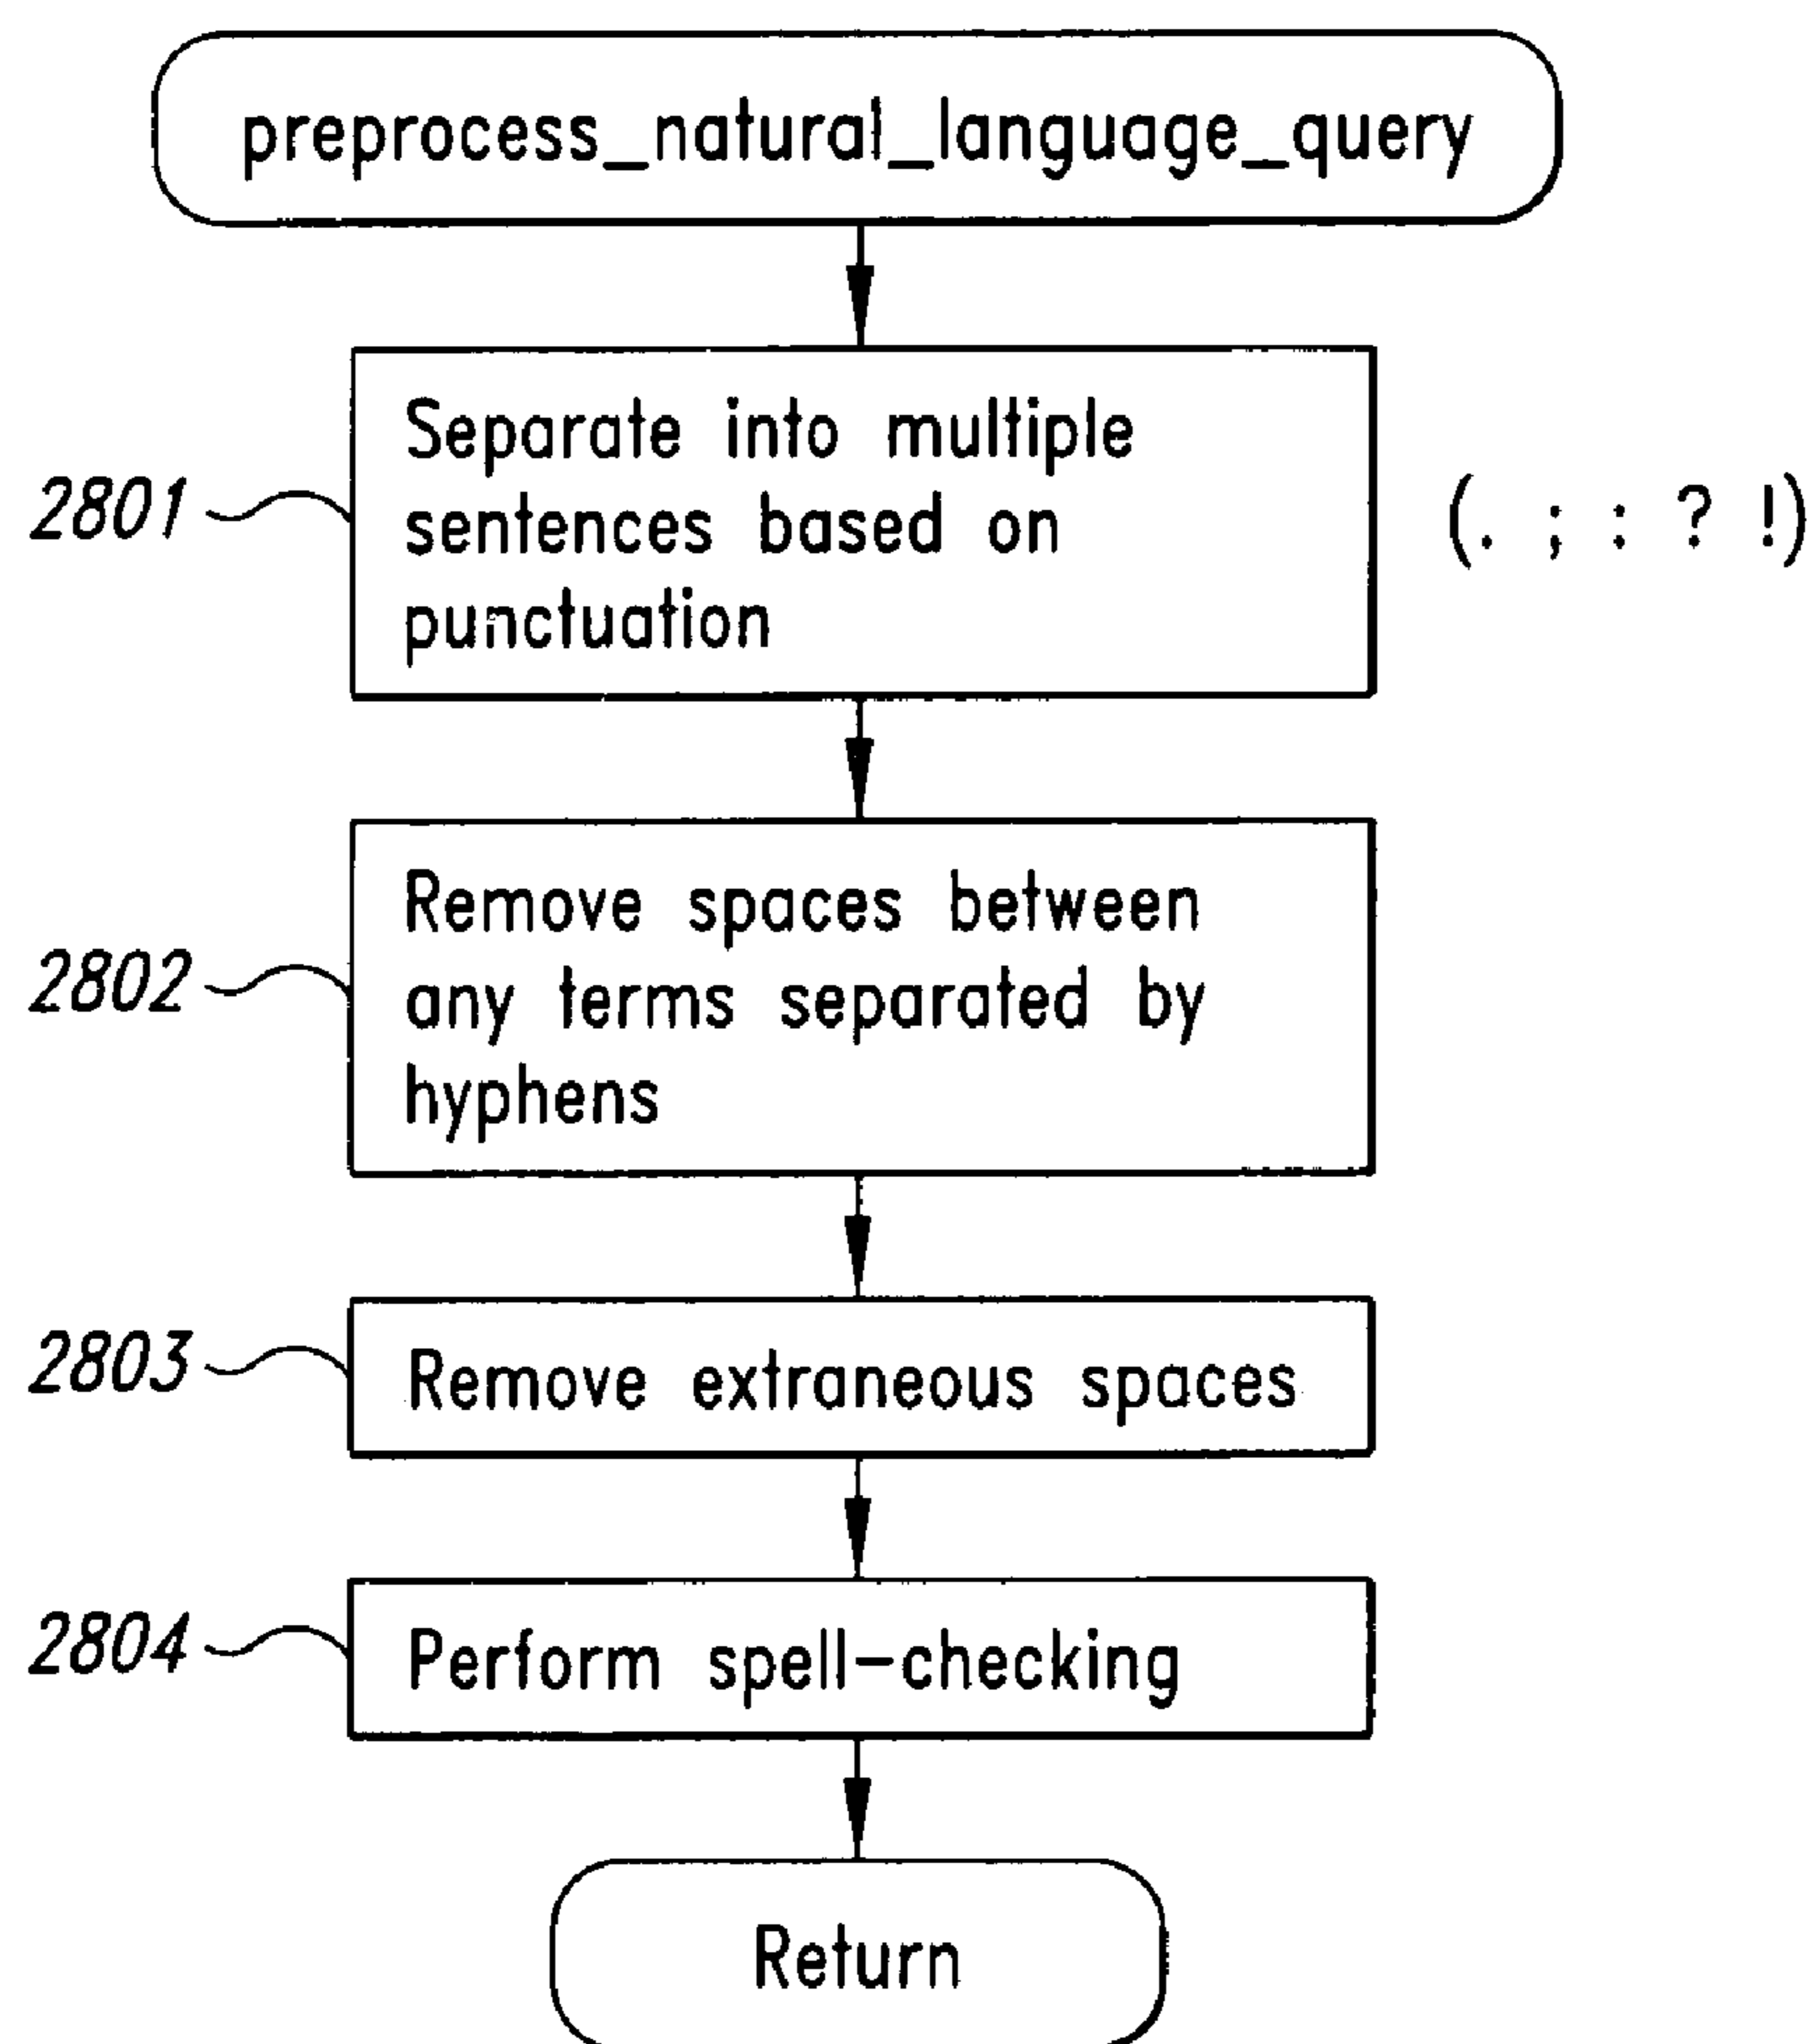 preprocess_natural_language_query
Separate into multiple
2801 sentences based on (. ; : ? !)
punctuation
Remove spaces between
2802 any terms separated by
hyphens
2803 Remove extraneous spaces
2804 Perform spell-checking
Return